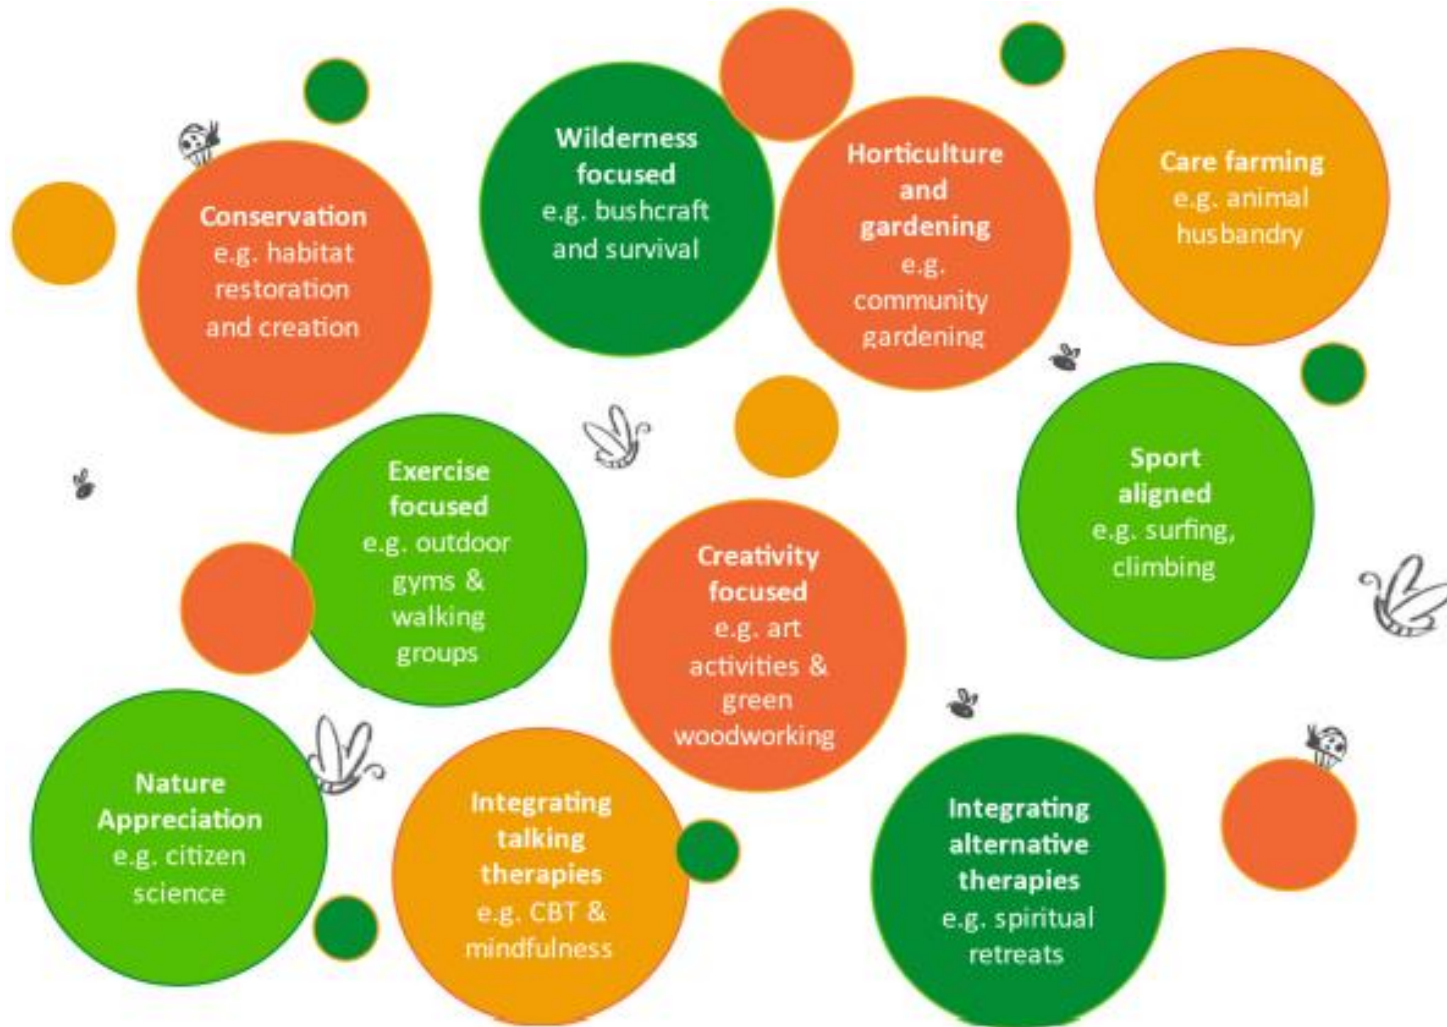 Conservation
e.g. habitat
restoration
and creation
Wilderness
focused
e.g. bushcraft
and survival
Horticulture
and
gardening
e.g.
community
gardening
Care farming
e.g. animal
husbandry
Exercise
focused
e.g. outdoor
gyms &
walking
groups
Creativity
focused
e.g. art
activities &
green
woodworking
Sport
aligned
e.g. surfing,
climbing
Nature
Appreciation
e.g. citizen
science
Integrating
talking
therapies
e.g. CBT &
mindfulness
Integrating
alternative
therapies
e.g. spiritual
retreats